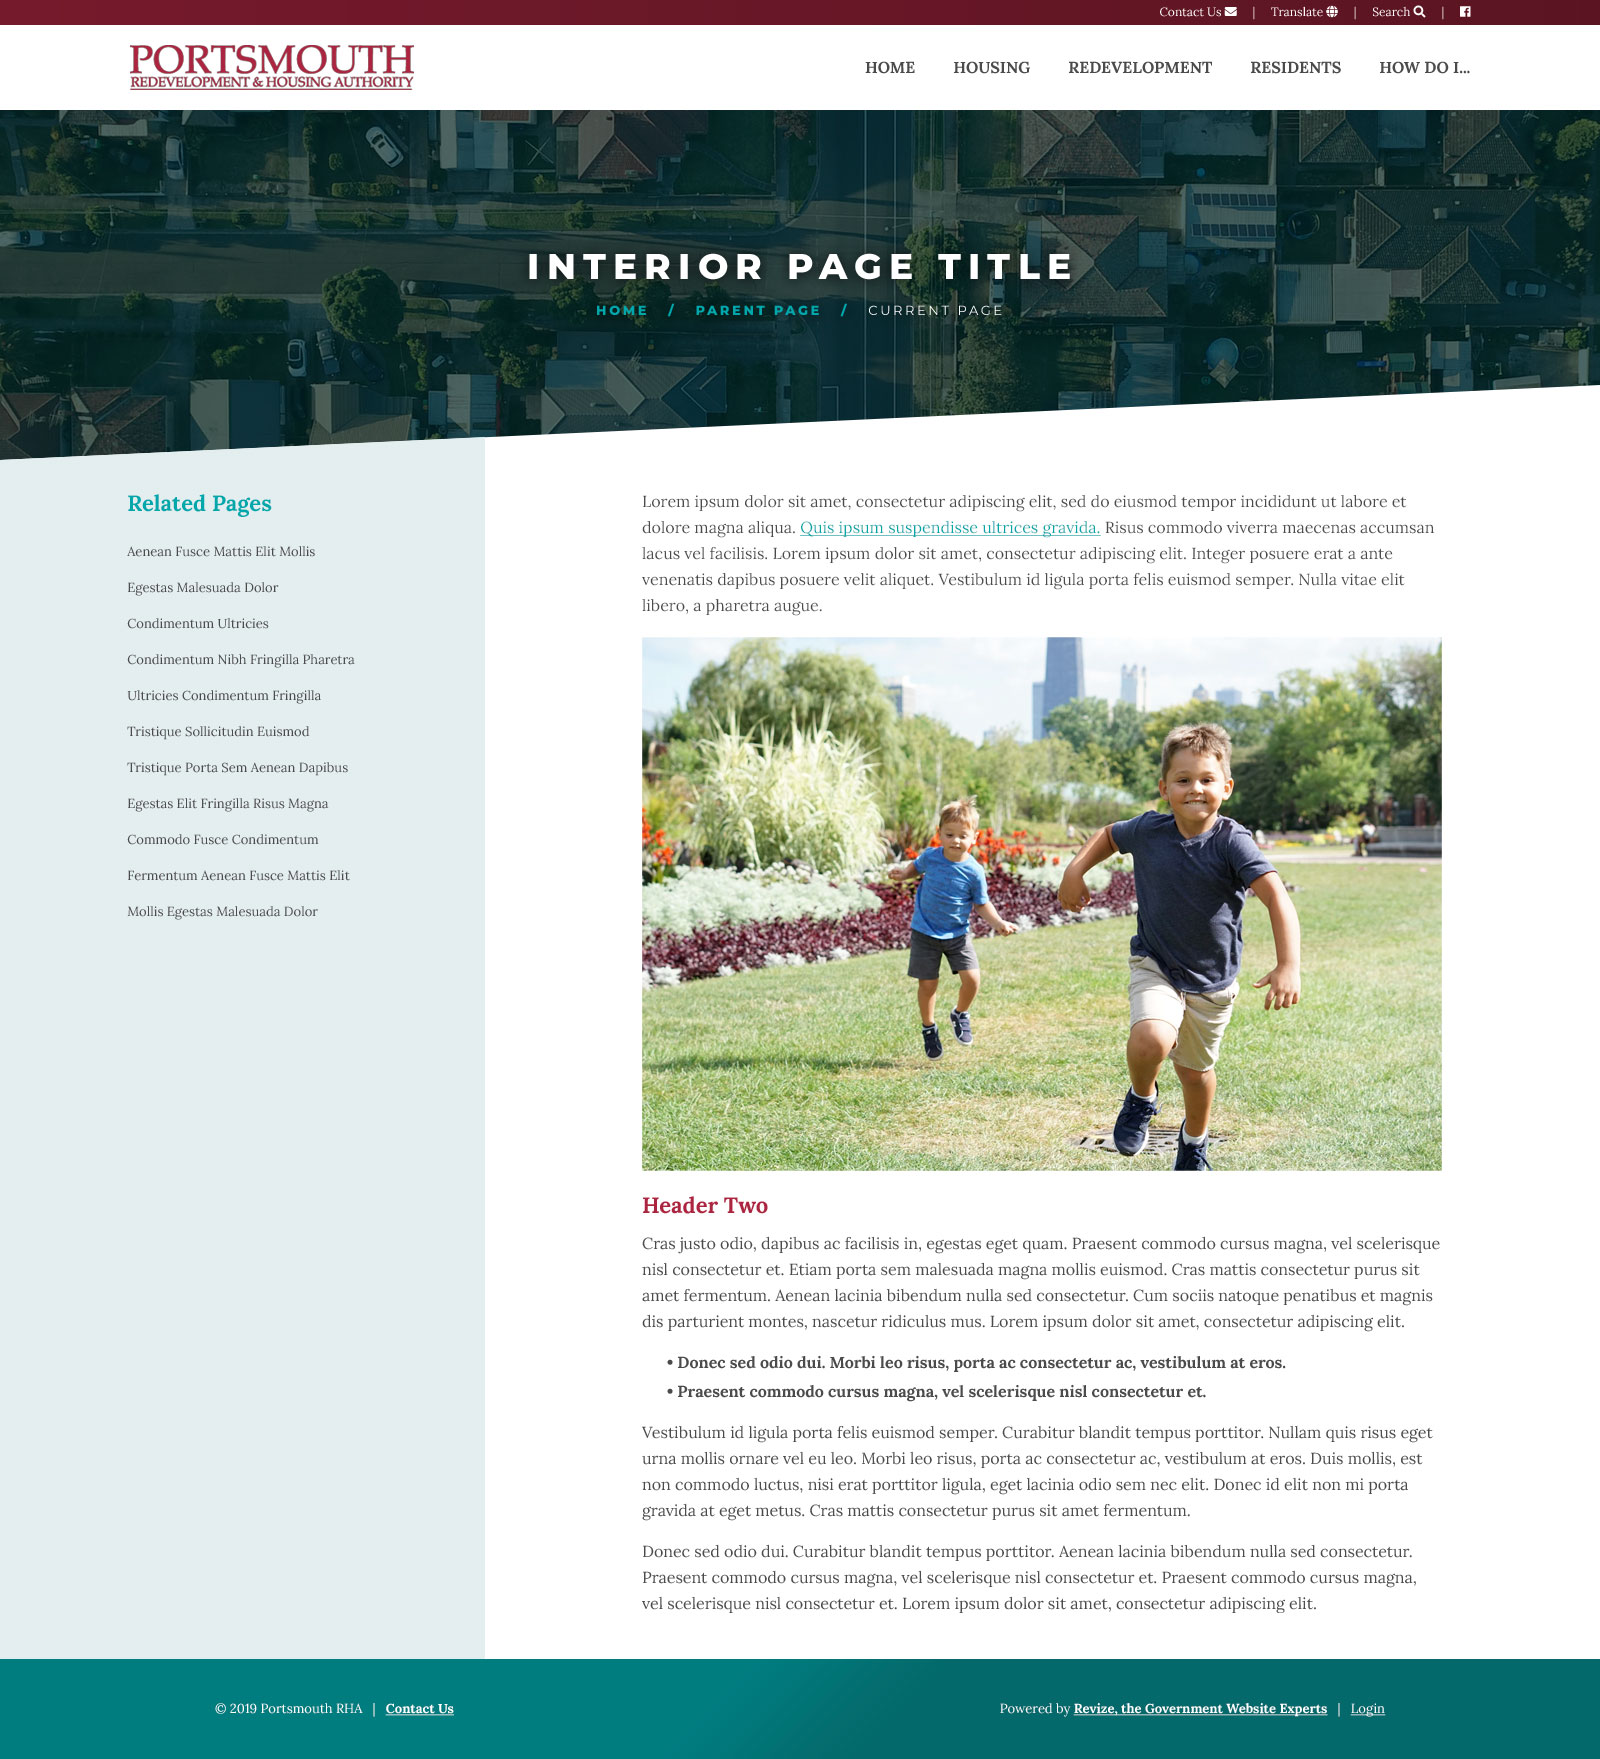 Contact Us | Translate | Search |
PORTSMOUTH
REDEVELOPMENT & HOUSING AUTHORITY
HOME HOUSING REDEVELOPMENT RESIDENTS HOW DO I...
INTERIOR PAGE TITLE
HOME / PARENT PAGE / CURRENT PAGE
Related Pages
Aenean Fusce Mattis Elit Mollis
Egestas Malesuada Dolor
Condimentum Ultricies
Condimentum Nibh Fringilla Pharetra
Ultricies Condimentum Fringilla
Tristique Sollicitudin Euismod
Tristique Porta Sem Aenean Dapibus
Egestas Elit Fringilla Risus Magna
Commodo Fusce Condimentum
Fermentum Aenean Fusce Mattis Elit
Mollis Egestas Malesuada Dolor
Lorem ipsum dolor sit amet, consectetur adipiscing elit, sed do eiusmod tempor incididunt ut labore et
dolore magna aliqua. Quis ipsum suspendisse ultrices gravida. Risus commodo viverra maecenas accumsan
lacus vel facilisis. Lorem ipsum dolor sit amet, consectetur adipiscing elit. Integer posuere erat a ante
venenatis dapibus posuere velit aliquet. Vestibulum id ligula porta felis euismod semper. Nulla vitae elit
libero, a pharetra augue.
Header Two
Cras justo odio, dapibus ac facilisis in, egestas eget quam. Praesent commodo cursus magna, vel scelerisque
nisl consectetur et. Etiam porta sem malesuada magna mollis euismod. Cras mattis consectetur purus sit
amet fermentum. Aenean lacinia bibendum nulla sed consectetur. Cum sociis natoque penatibus et magnis
dis parturient montes, nascetur ridiculus mus. Lorem ipsum dolor sit amet, consectetur adipiscing elit.
• Donec sed odio dui. Morbi leo risus, porta ac consectetur ac, vestibulum at eros.
• Praesent commodo cursus magna, vel scelerisque nisl consectetur et.
Vestibulum id ligula porta felis euismod semper. Curabitur blandit tempus porttitor. Nullam quis risus eget
urna mollis ornare vel eu leo. Morbi leo risus, porta ac consectetur ac, vestibulum at eros. Duis mollis, est
non commodo luctus, nisi erat porttitor ligula, eget lacinia odio sem nec elit. Donec id elit non mi porta
gravida at eget metus. Cras mattis consectetur purus sit amet fermentum.
Donec sed odio dui. Curabitur blandit tempus porttitor. Aenean lacinia bibendum nulla sed consectetur.
Praesent commodo cursus magna, vel scelerisque nisl consectetur et. Praesent commodo cursus magna,
vel scelerisque nisl consectetur et. Lorem ipsum dolor sit amet, consectetur adipiscing elit.
© 2019 Portsmouth RHA | Contact Us
Powered by Revize, the Government Website Experts | Login